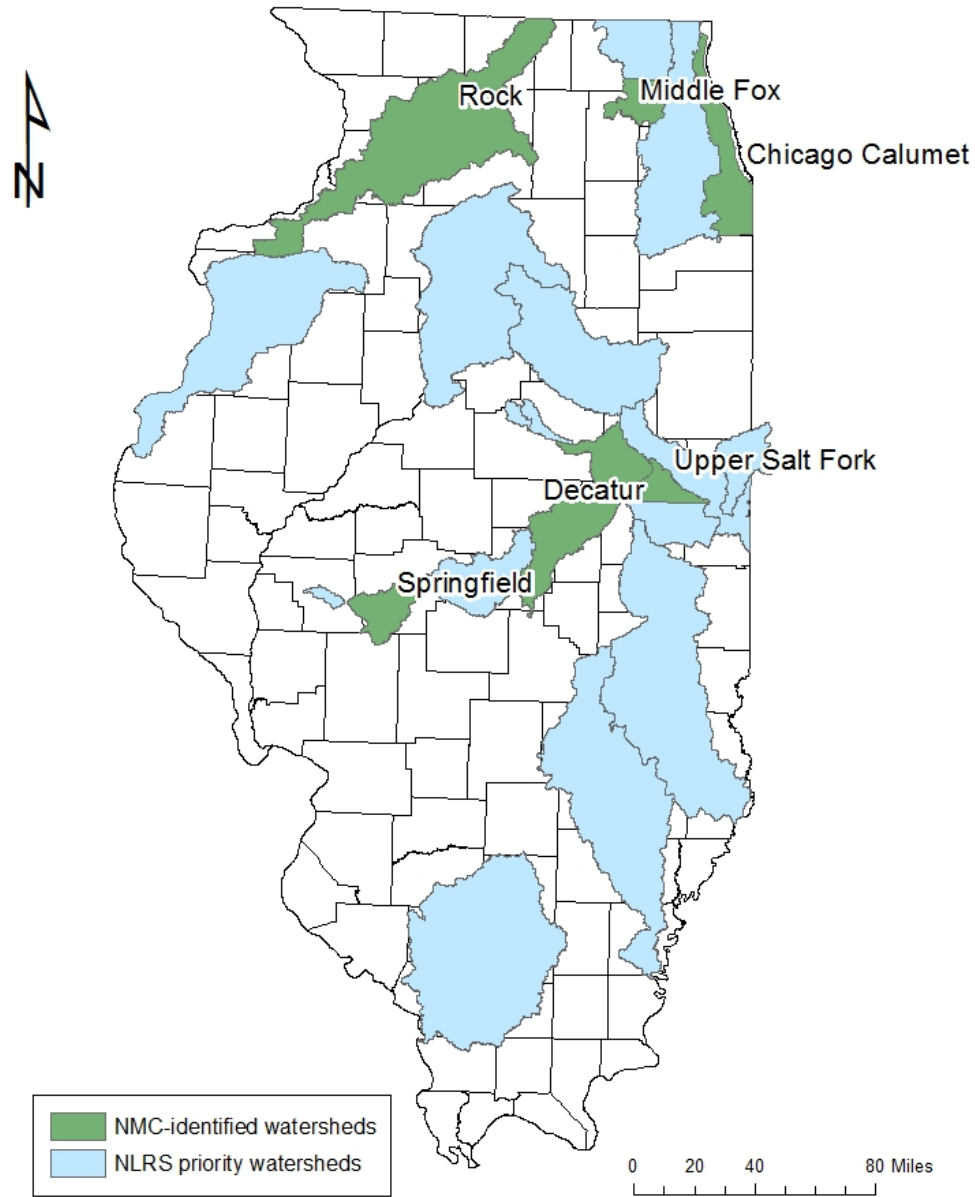 Rock
Middle Fox
Chicago Calumet
Upper Salt Fork
Decatur
Springfield
N
NMC-identified watersheds
NLRS priority watersheds
0 20 40 80 Miles